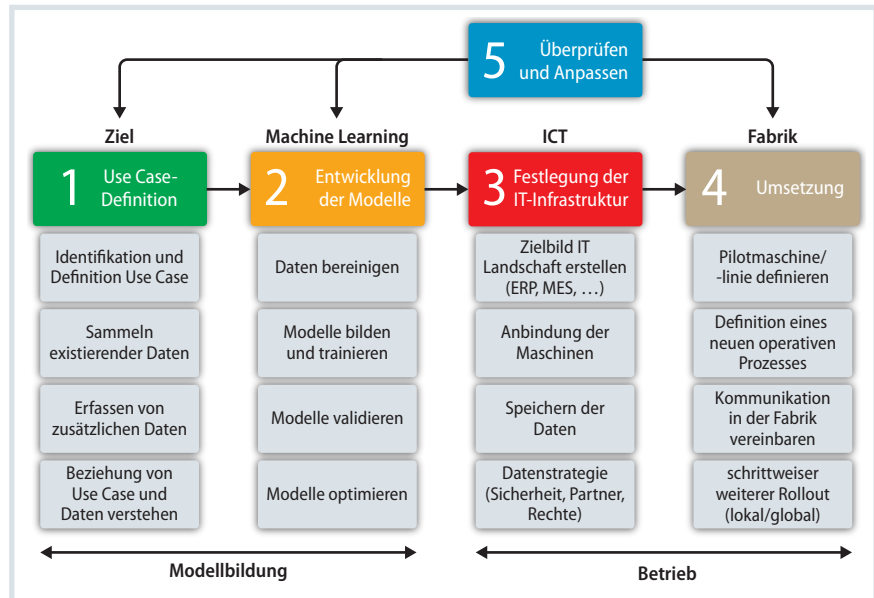 5 Überprüfen
und Anpassen
Ziel
1 Use Case-
Definition
Identifikation und
Definition Use Case
Sammeln
existierender Daten
Erfassen von
zusätzlichen Daten
Beziehung von
Use Case und
Daten verstehen
Machine Learning
2 Entwicklung
der Modelle
Daten bereinigen
Modelle bilden
und trainieren
Modelle validieren
Modelle optimieren
ICT
3 Festlegung der
IT-Infrastruktur
Zielbild IT
Landschaft erstellen
(ERP, MES, …)
Anbindung der
Maschinen
Speichern der
Daten
Datenstrategie
(Sicherheit, Partner,
Rechte)
Fabrik
4 Umsetzung
Pilotmaschine/
-linie definieren
Definition eines
neuen operativen
Prozesses
Kommunikation
in der Fabrik
vereinbaren
schrittweiser
weiterer Rollout
(lokal/global)
Modellbildung
Betrieb